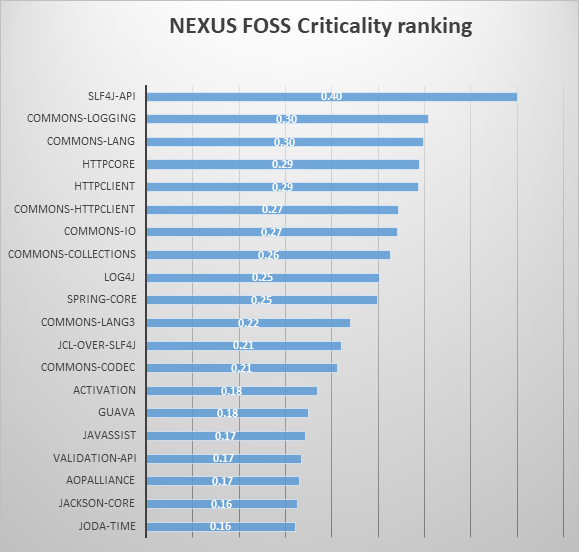 NEXUS FOSS Criticality ranking
SLF4J-API 0.40
COMMONS-LOGGING 0.30
COMMONS-LANG 0.30
HTTPCORE 0.29
HTTPCLIENT 0.29
COMMONS-HTTPCLIENT 0.27
COMMONS-IO 0.27
COMMONS-COLLECTIONS 0.26
LOG4J 0.25
SPRING-CORE 0.25
COMMONS-LANG3 0.22
JCL-OVER-SLF4J 0.21
COMMONS-CODEC 0.21
ACTIVATION 0.18
GUAVA 0.18
JAVASSIST 0.17
VALIDATION-API 0.17
AOPALLIANCE 0.17
JACKSON-CORE 0.16
JODA-TIME 0.16